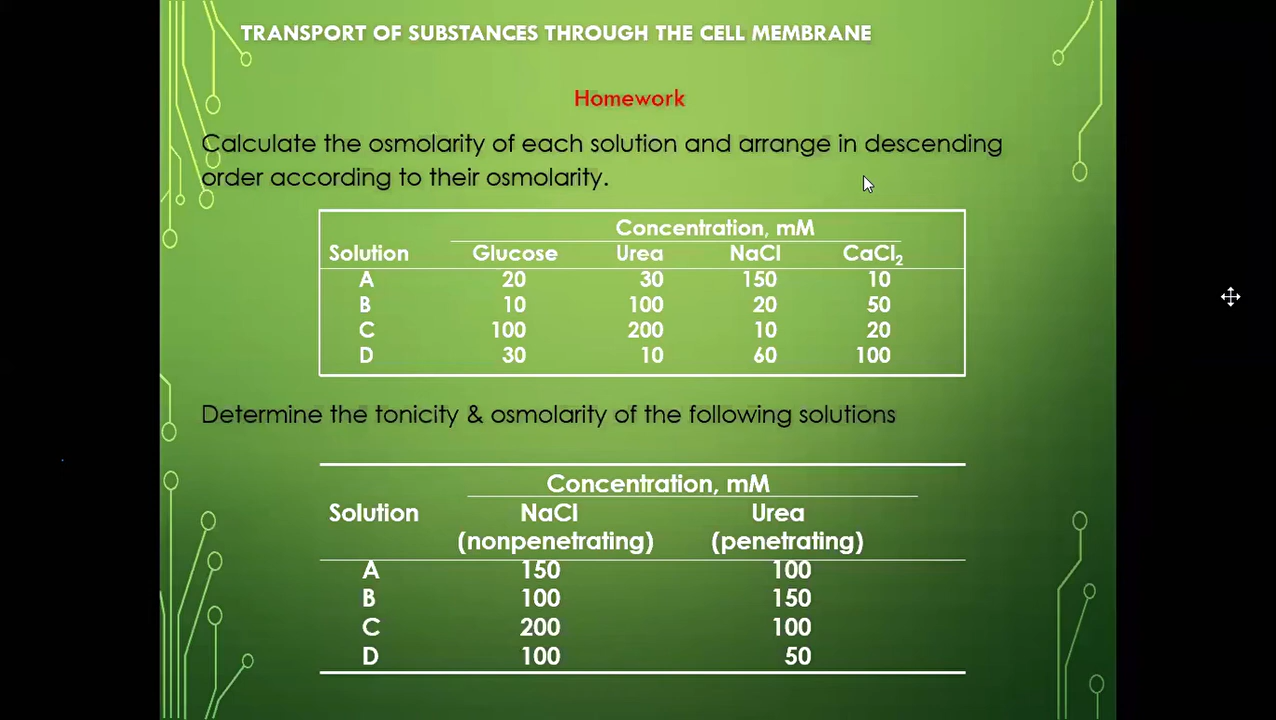 TRANSPORT OF SUBSTANCES THROUGH THE CELL MEMBRANE
Homework
Calculate the osmolarity of each solution and arrange in descending
order according to their osmolarity.
Concentration, mM
Solution Glucose Urea NaCl CaCl₂
A 20 30 150 10
B 10 100 20 50
C 100 200 10 20
D 30 10 60 100
Determine the tonicity & osmolarity of the following solutions
Concentration, mM
Solution NaCl Urea
(nonpenetrating) (penetrating)
A 150 100
B 100 150
C 200 100
D 100 50